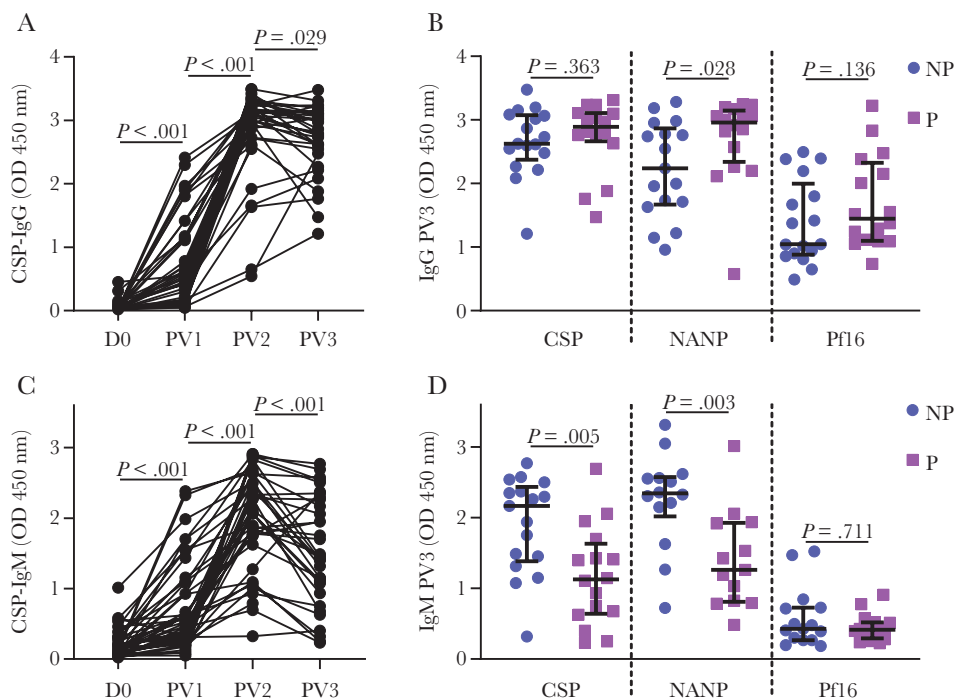 A
P = .029
P < .001
P < .001
CSP-IgG (OD 450 nm)
4
3
2
1
0
D0 PV1 PV2 PV3
B
P = .363
P = .028
P = .136
NP
P
IgG PV3 (OD 450 nm)
4
3
2
1
0
CSP NANP Pf16
C
P < .001
P < .001
P < .001
CSP-IgM (OD 450 nm)
3
2
1
0
D0 PV1 PV2 PV3
D
P = .005
P = .003
P = .711
NP
P
IgM PV3 (OD 450 nm)
3
2
1
0
CSP NANP Pf16